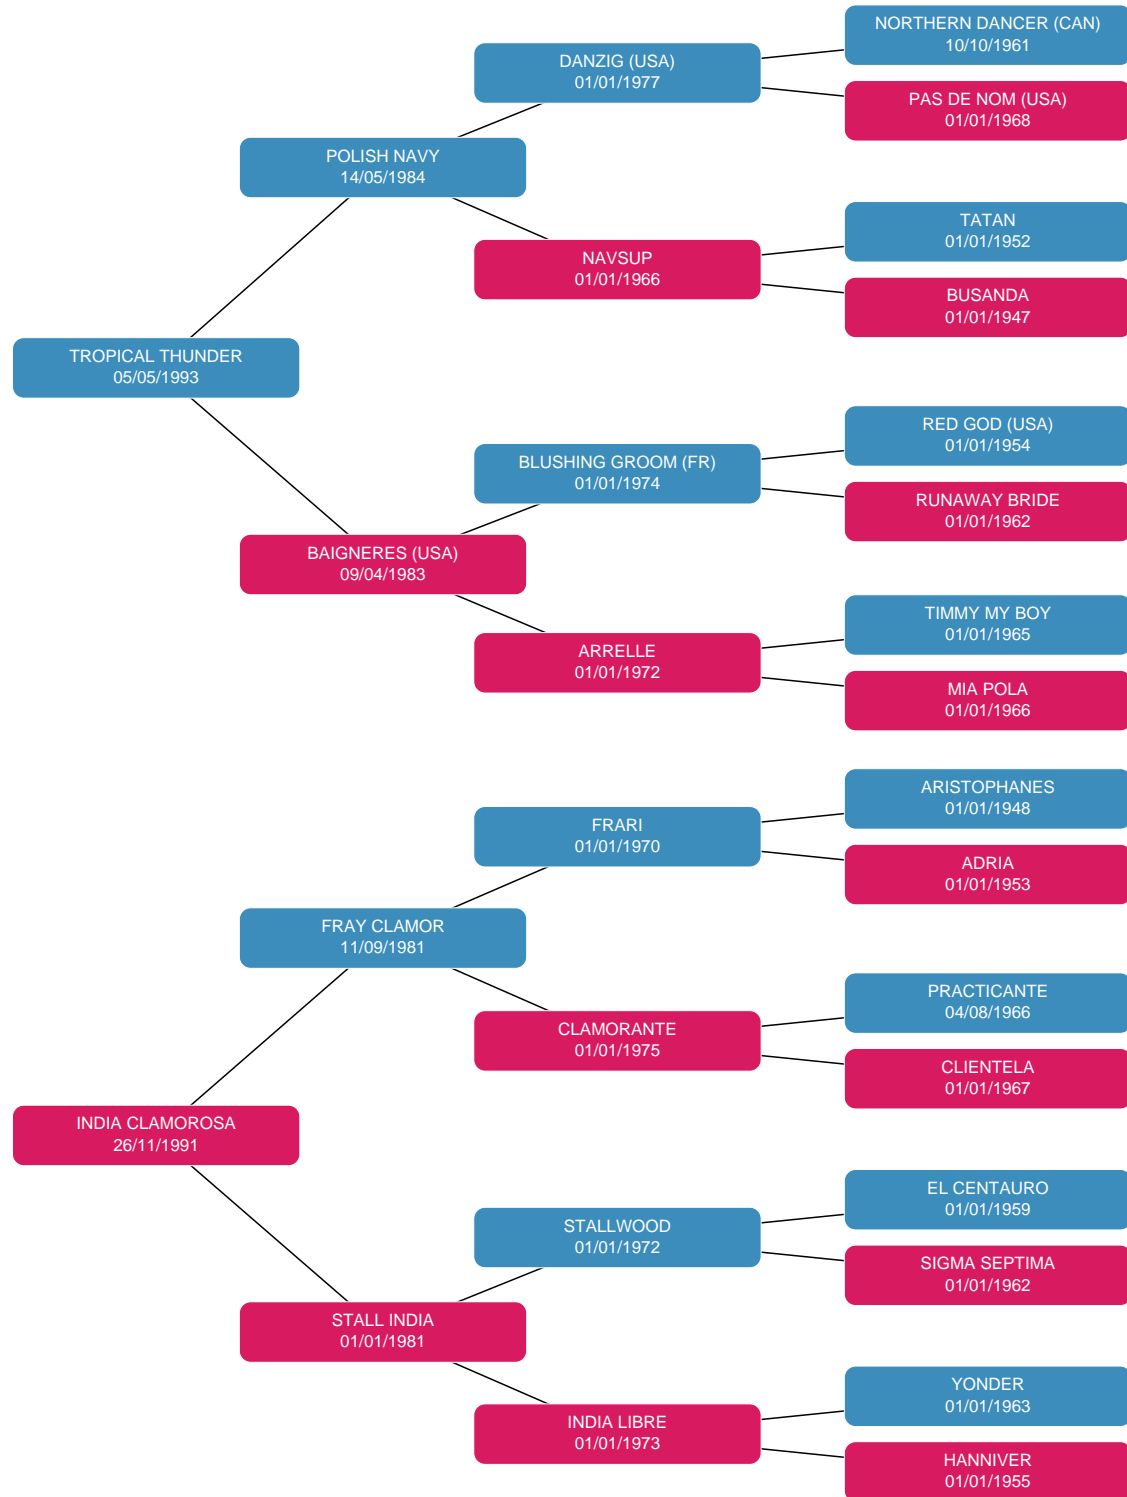 NORTHERN DANCER (CAN)
10/10/1961
DANZIG (USA)
01/01/1977
PAS DE NOM (USA)
01/01/1968
POLISH NAVY
14/05/1984
TATAN
01/01/1952
NAVSUP
01/01/1966
BUSANDA
01/01/1947
TROPICAL THUNDER
05/05/1993
RED GOD (USA)
01/01/1954
BLUSHING GROOM (FR)
01/01/1974
RUNAWAY BRIDE
01/01/1962
BAIGNERES (USA)
09/04/1983
TIMMY MY BOY
01/01/1965
ARRELLE
01/01/1972
MIA POLA
01/01/1966
ARISTOPHANES
01/01/1948
FRARI
01/01/1970
ADRIA
01/01/1953
FRAY CLAMOR
11/09/1981
PRACTICANTE
04/08/1966
CLAMORANTE
01/01/1975
CLIENTELA
01/01/1967
INDIA CLAMOROSA
26/11/1991
EL CENTAURO
01/01/1959
STALLWOOD
01/01/1972
SIGMA SEPTIMA
01/01/1962
STALL INDIA
01/01/1981
YONDER
01/01/1963
INDIA LIBRE
01/01/1973
HANNIVER
01/01/1955